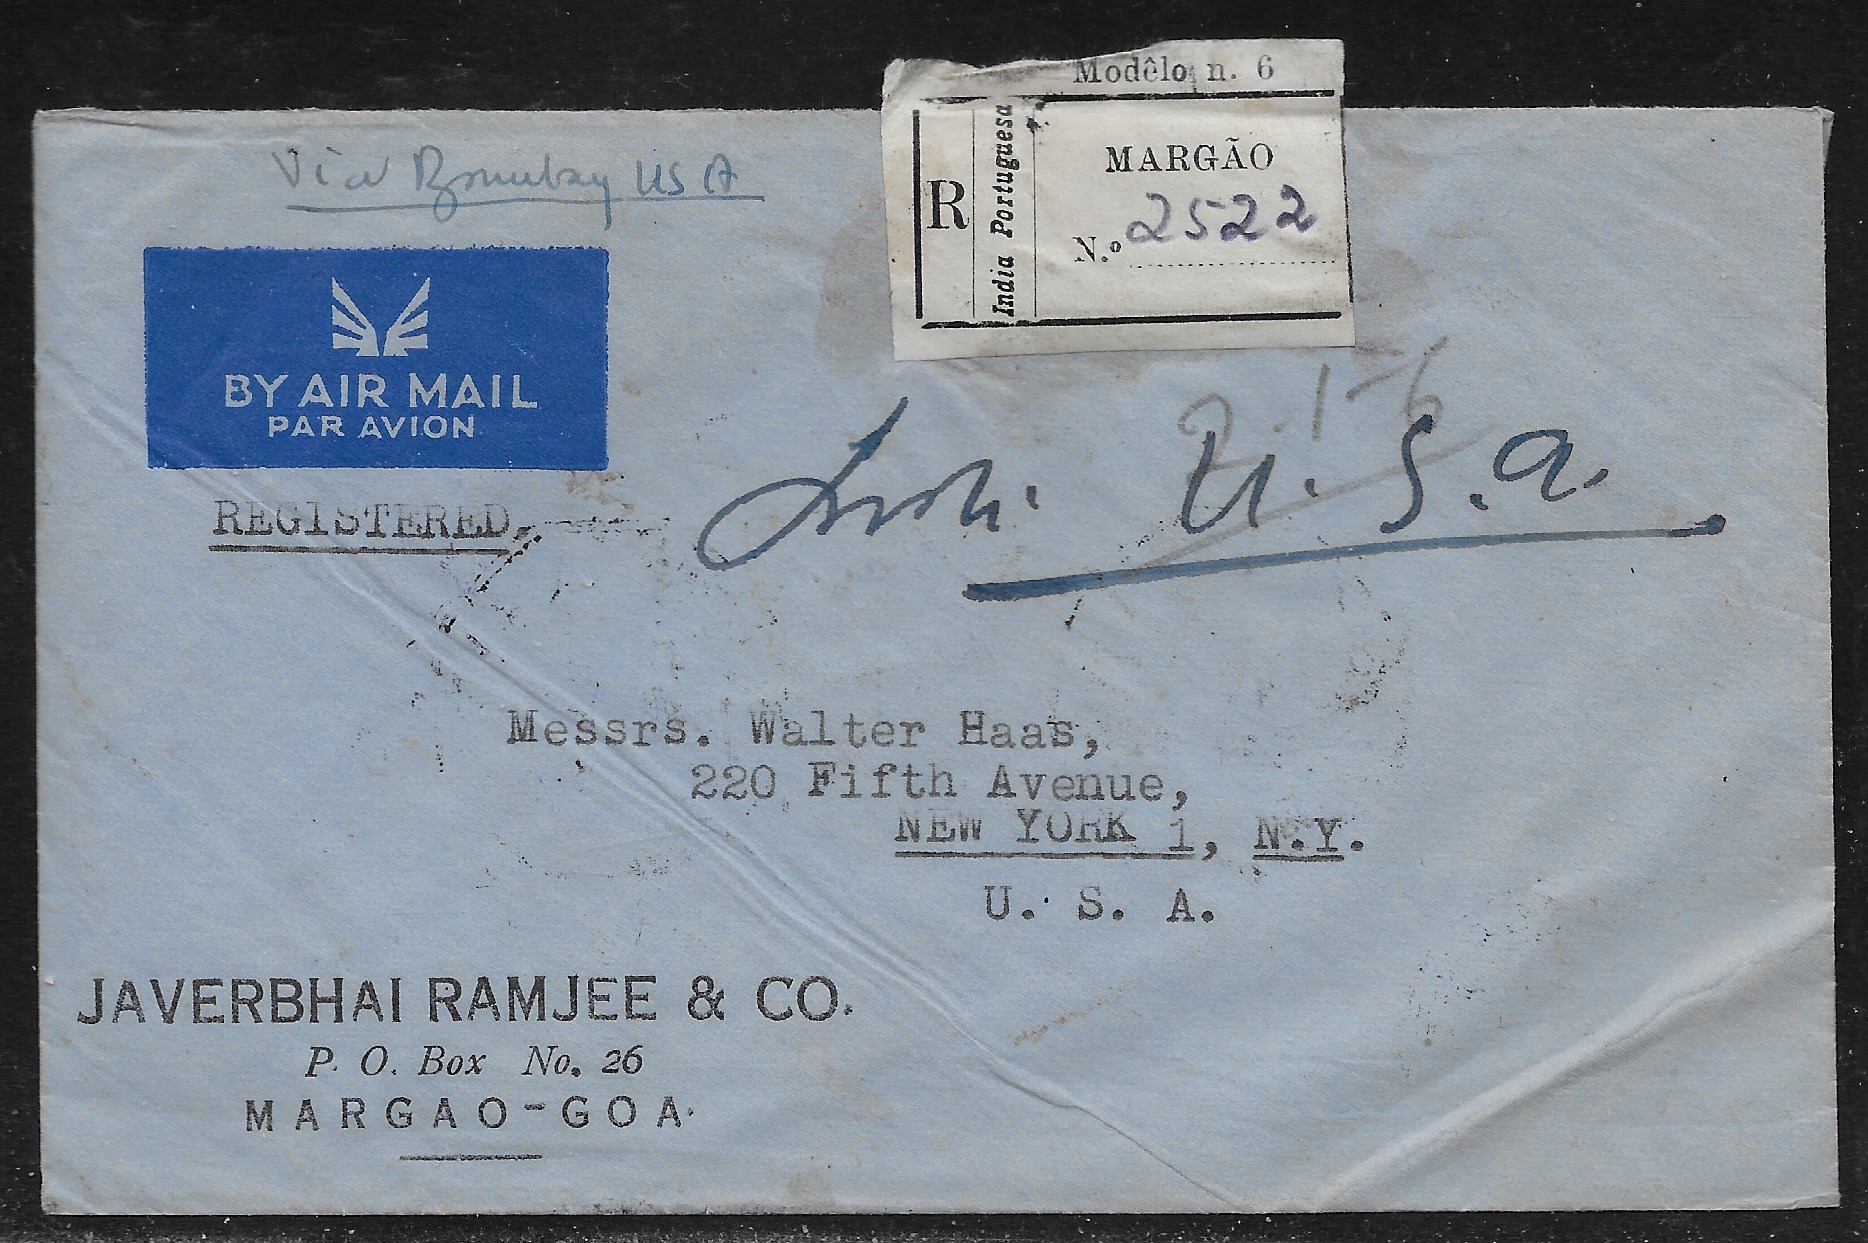 Modêlo n. 6
Via Bombay USA
R
India Portuguesa
MARGÃO
N.º 2522
BY AIR MAIL
PAR AVION
U.S.A.
REGISTERED.
Messrs. Walter Haas,
220 Fifth Avenue,
NEW YORK 1, N.Y.
U. S. A.
JAVERBHAI RAMJEE & CO.
P. O. Box No. 26
MARGAO-GOA.